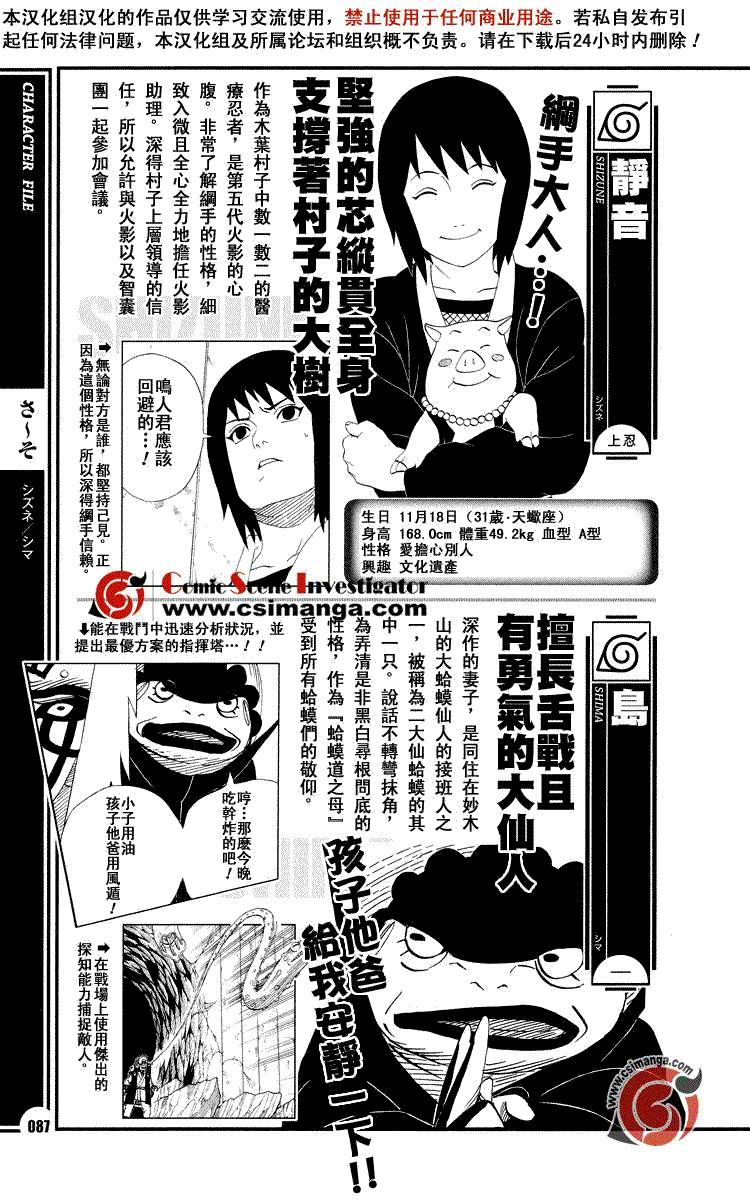 本汉化组汉化的作品仅供学习交流使用，禁止使用于任何商业用途。若私自发布引
起任何法律问题，本汉化组及所属论坛和组织概不负责。请在下载后24小时内删除！
CHARACTER FILE
さ～そ
シズネ／シマ
087
靜音
SHIZUNE
シズネ
上忍
綱手大人…!!
堅強的芯縱貫全身
支撐著村子的大樹
作為木葉村子中數一數二的醫
療忍者，是第五代火影的心
腹。非常了解綱手的性格，細
致入微且全心全力地擔任火影
助理。深得村子上層領導的信
任，所以允許與火影以及智囊
團一起參加會議。
SHIZUNE
鳴人君應該
回避的…！
➡無論對方是誰，都堅持己見。正
因為這個性格，所以深得綱手信賴。
生日 11月18日（31歲·天蠍座）
身高 168.0cm 體重49.2kg 血型 A型
性格 愛擔心別人
興趣 文化遺產
Comic Scene Investigator
www.csimanga.com
島
SHIMA
シマ
一
擅長舌戰且
有勇氣的大仙人
深作的妻子，是同住在妙木
山的大蛤蟆仙人的接班人之
一，被稱為二大仙蛤蟆的其
中一只。說話不轉彎抹角，
為弄清是非黑白尋根問底的
性格，作為『蛤蟆道之母』
受到所有蛤蟆們的敬仰。
SHIMA
⬇能在戰鬥中迅速分析狀況，並
提出最優方案的指揮塔…！！
哼…那麼今晚
吃幹炸的吧！
小子用油
孩子他爸用風遁！
➡在戰場上使用傑出的
探知能力捕捉敵人。
孩子他爸
給我安靜一下!!
www.csimanga.com